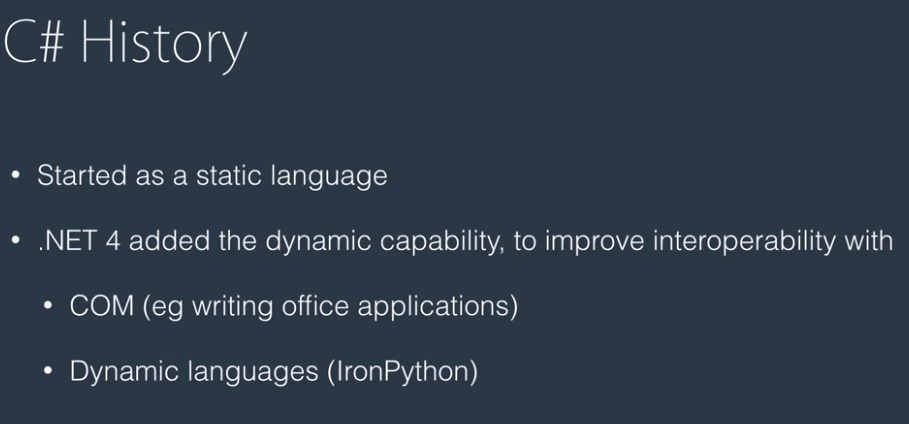 C# History
• Started as a static language
• .NET 4 added the dynamic capability, to improve interoperability with
• COM (eg writing office applications)
• Dynamic languages (IronPython)